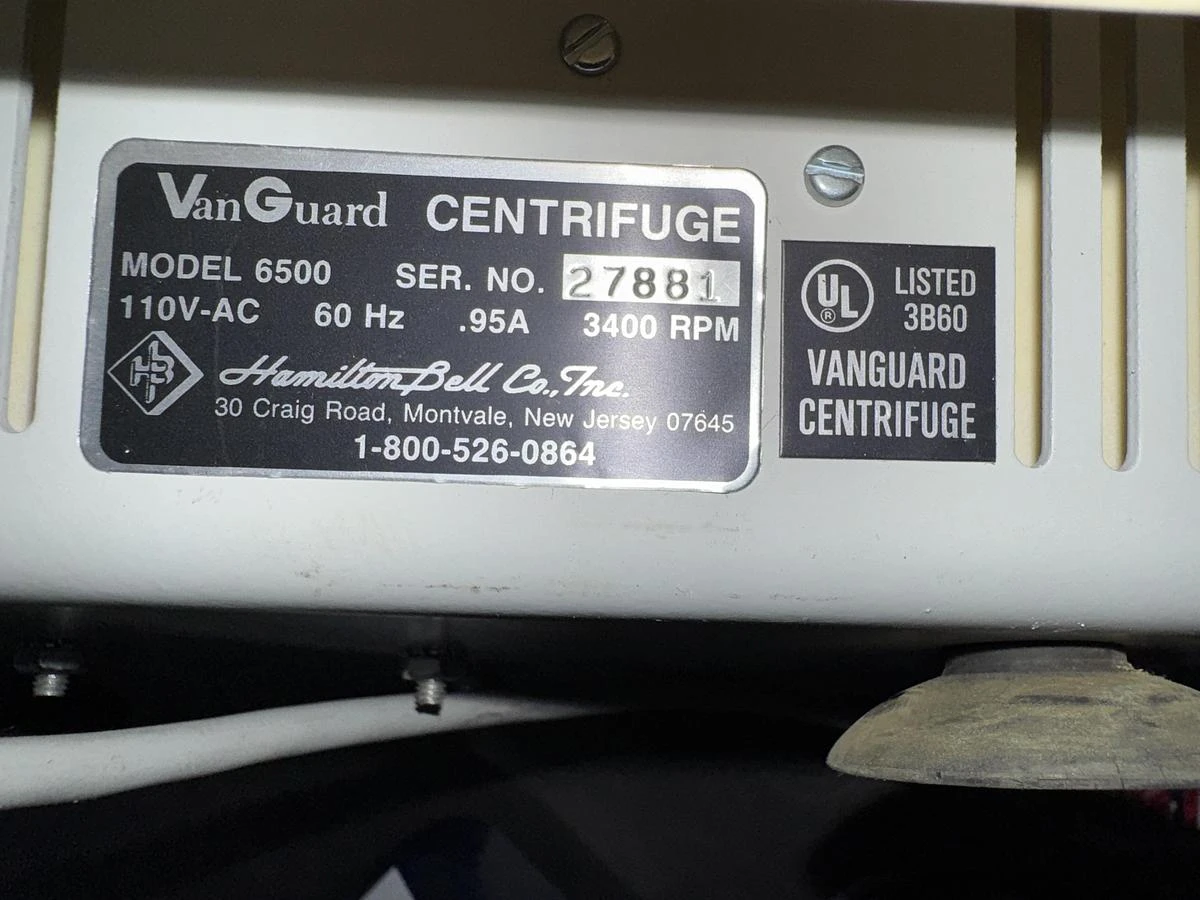 VanGuard CENTRIFUGE
MODEL 6500 SER. NO. 27881
110V-AC 60 Hz .95A 3400 RPM
HB Hamilton Bell Co., Inc.
30 Craig Road, Montvale, New Jersey 07645
1-800-526-0864
UL ® LISTED
3B60
VANGUARD
CENTRIFUGE